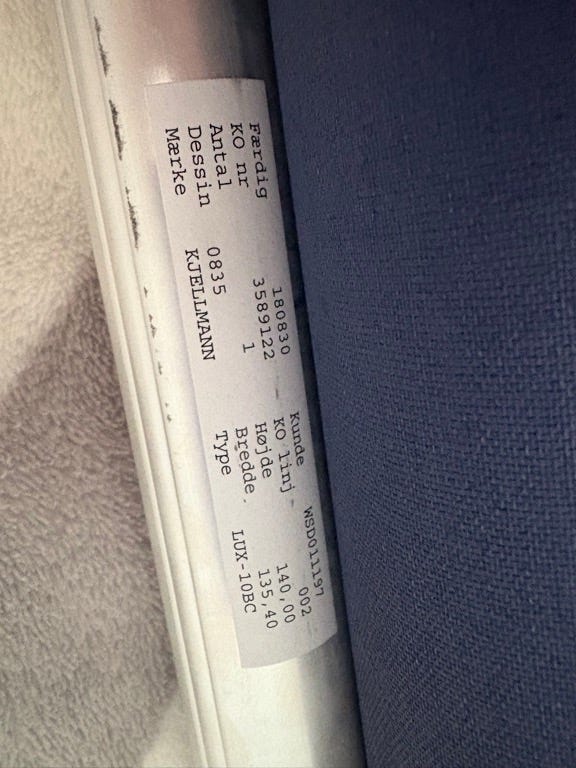 Færdig 180830 Kunde WSD011197
KO nr 3589122 KO linj 002
Antal 1 Højde 140,00
Dessin 0835 Bredde 135,40
Mærke KJELLMANN Type LUX-10BC